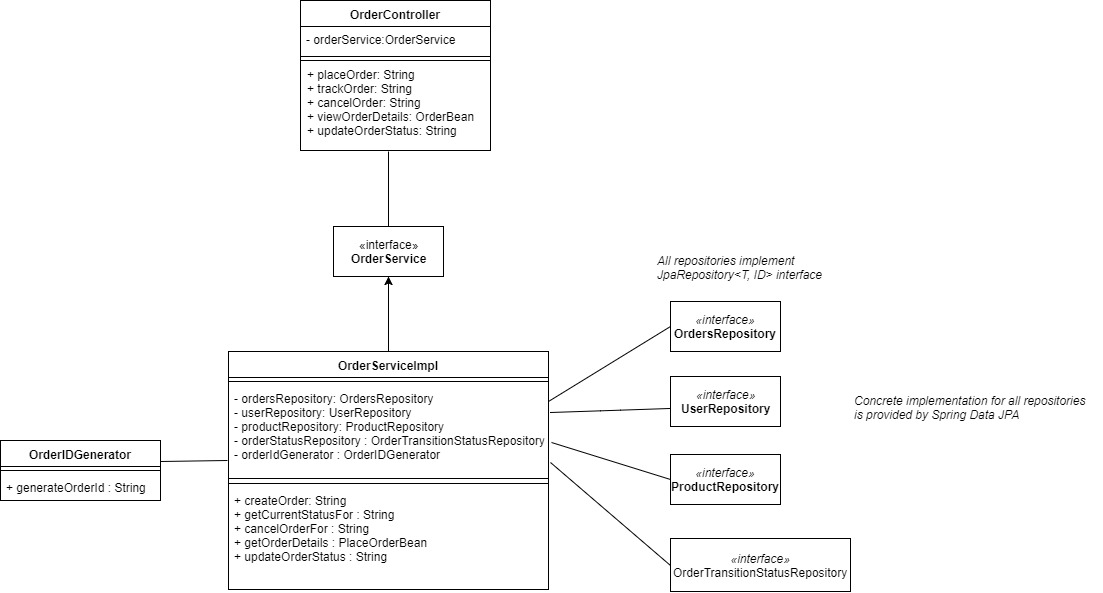 OrderController
- orderService:OrderService
+ placeOrder: String
+ trackOrder: String
+ cancelOrder: String
+ viewOrderDetails: OrderBean
+ updateOrderStatus: String
«interface»
OrderService
All repositories implement
JpaRepository<T, ID> interface
«interface»
OrdersRepository
OrderServiceImpl
- ordersRepository: OrdersRepository
- userRepository: UserRepository
- productRepository: ProductRepository
- orderStatusRepository : OrderTransitionStatusRepository
- orderIdGenerator : OrderIDGenerator
+ createOrder: String
+ getCurrentStatusFor : String
+ cancelOrderFor : String
+ getOrderDetails : PlaceOrderBean
+ updateOrderStatus : String
«interface»
UserRepository
Concrete implementation for all repositories
is provided by Spring Data JPA
OrderIDGenerator
+ generateOrderId : String
«interface»
ProductRepository
«interface»
OrderTransitionStatusRepository